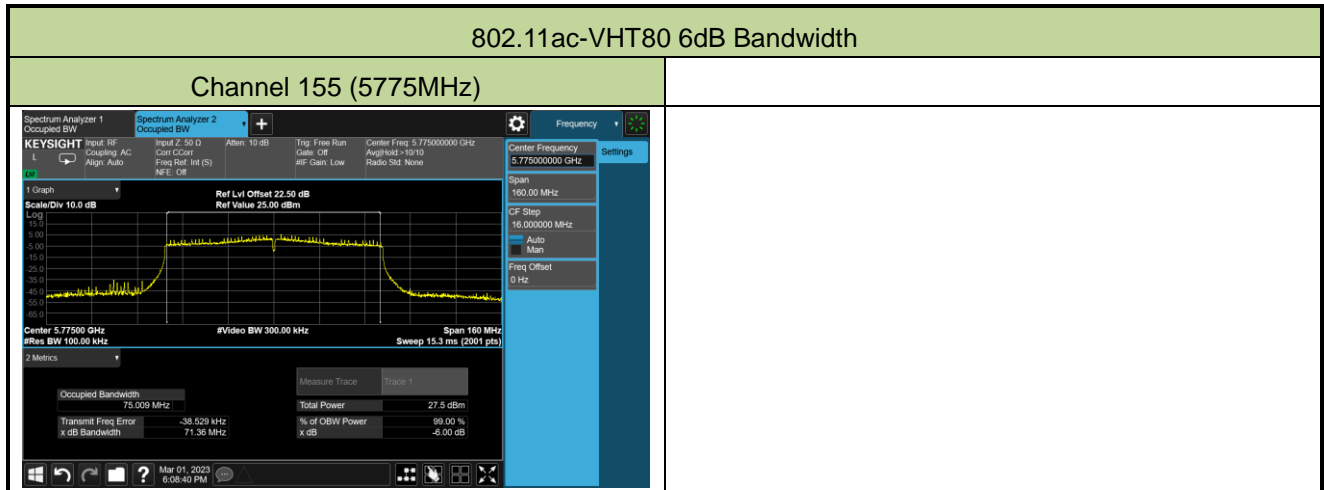 802.11ac-VHT80 6dB Bandwidth
Channel 155 (5775MHz)
Spectrum Analyzer 1
Occupied BW
Spectrum Analyzer 2
Occupied BW
+
Frequency
KEYSIGHT
L
Input: RF
Coupling: AC
Align: Auto
Input Z: 50 Ω
Corr CCorr
Freq Ref: Int (S)
NFE: Off
Atten: 10 dB
Trig: Free Run
Gate: Off
#IF Gain: Low
Center Freq: 5.775000000 GHz
Avg|Hold:>10/10
Radio Std: None
Center Frequency
5.775000000 GHz
Settings
Span
160.00 MHz
CF Step
16.000000 MHz
Auto
Man
Freq Offset
0 Hz
1 Graph
Scale/Div 10.0 dB
Ref Lvl Offset 22.50 dB
Ref Value 25.00 dBm
Log
15.0
5.00
-5.00
-15.0
-25.0
-35.0
-45.0
-55.0
-65.0
Center 5.77500 GHz
#Res BW 100.00 kHz
#Video BW 300.00 kHz
Span 160 MHz
Sweep 15.3 ms (2001 pts)
2 Metrics
Measure Trace Trace 1
Occupied Bandwidth
75.009 MHz
Total Power 27.5 dBm
Transmit Freq Error -38.529 kHz
% of OBW Power 99.00 %
x dB Bandwidth 71.36 MHz
x dB -6.00 dB
?
Mar 01, 2023
6:08:40 PM